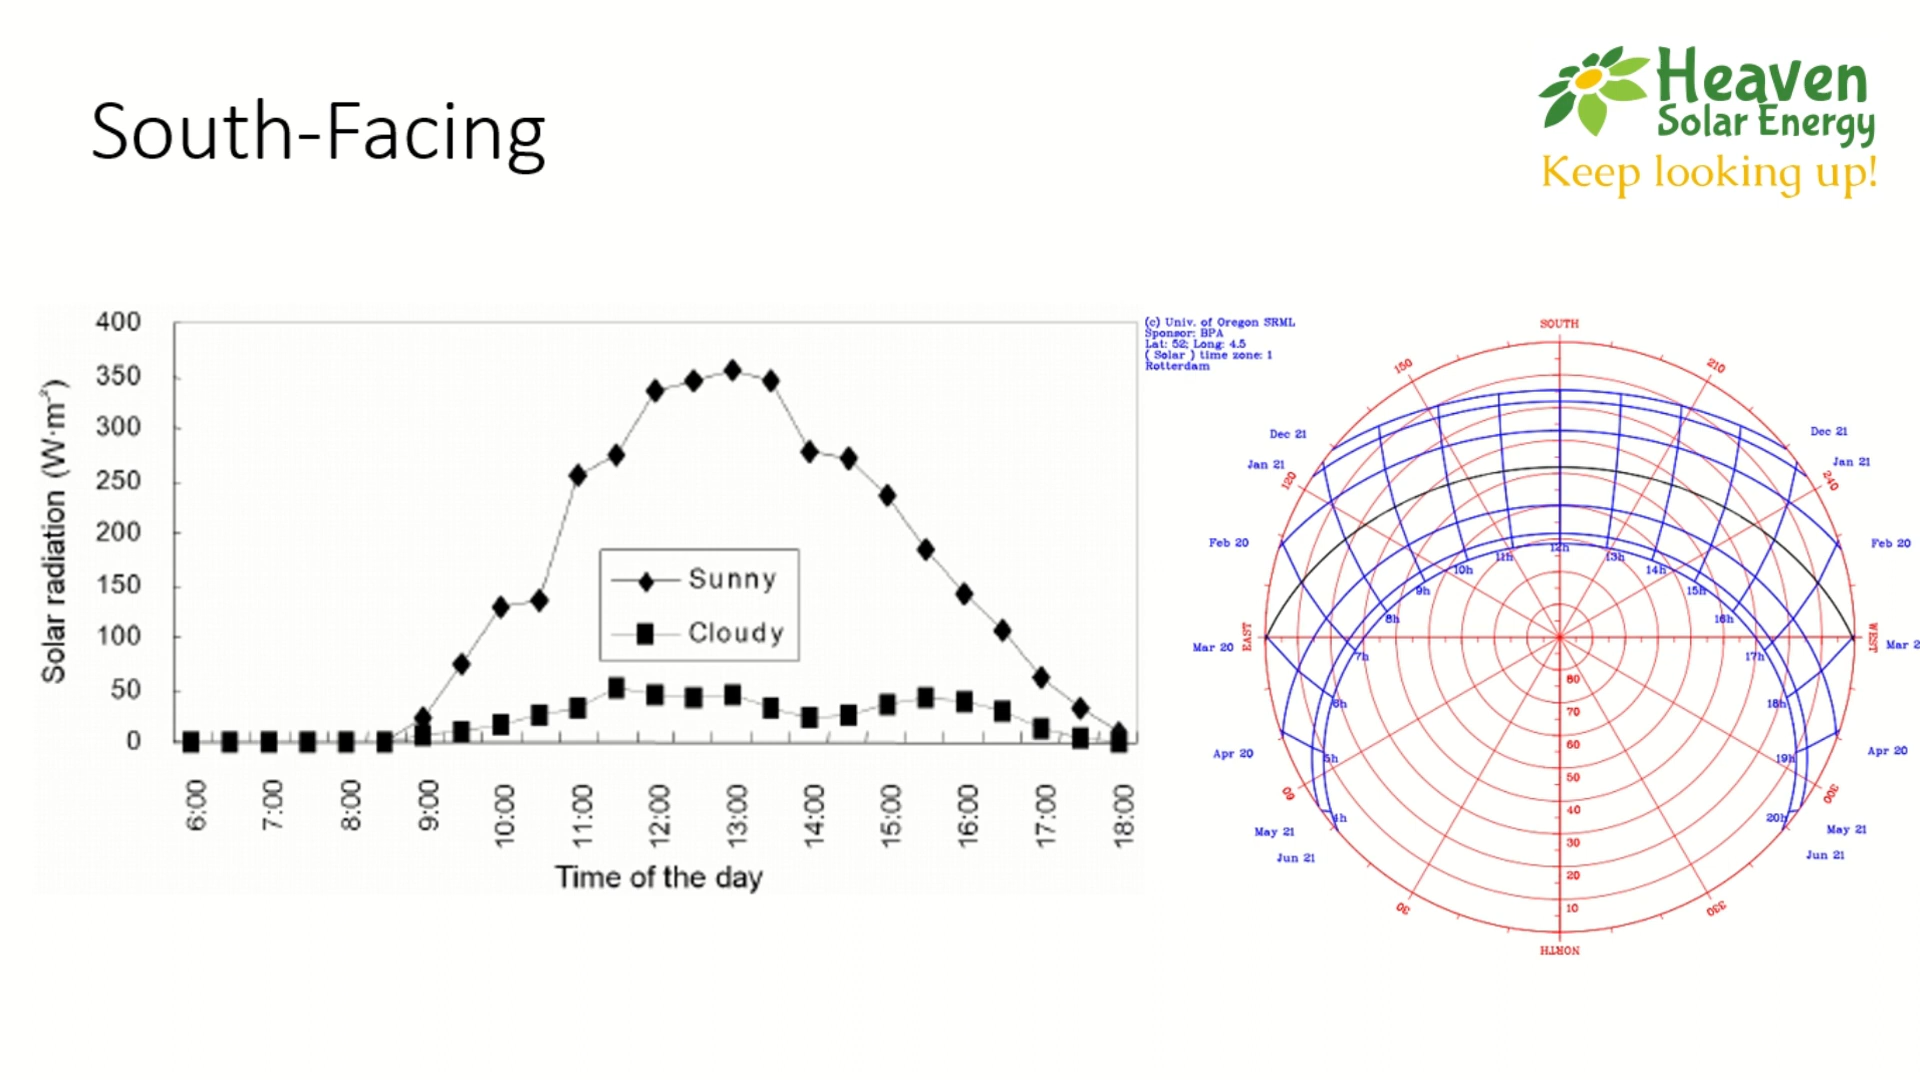 South-Facing
Heaven
Solar Energy
Keep looking up!
400
350
300
250
200
150
100
50
0
Solar radiation (W·m⁻²)
Sunny
Cloudy
6:00
7:00
8:00
9:00
10:00
11:00
12:00
13:00
14:00
15:00
16:00
17:00
18:00
Time of the day
(c) Univ. of Oregon SRML
Sponsor: BPA
Lat: 52; Long: 4.5
( Solar ) time zone: 1
Rotterdam
SOUTH
150
210
Dec 21
Dec 21
Jan 21
Jan 21
120
240
Feb 20
Feb 20
12h
11h
13h
10h
14h
9h
15h
8h
16h
EAST
WEST
Mar 20
Mar 2
7h
17h
80
6h
18h
70
60
Apr 20
Apr 20
5h
19h
50
60
300
40
4h
20h
May 21
May 21
30
Jun 21
Jun 21
20
10
30
330
NORTH